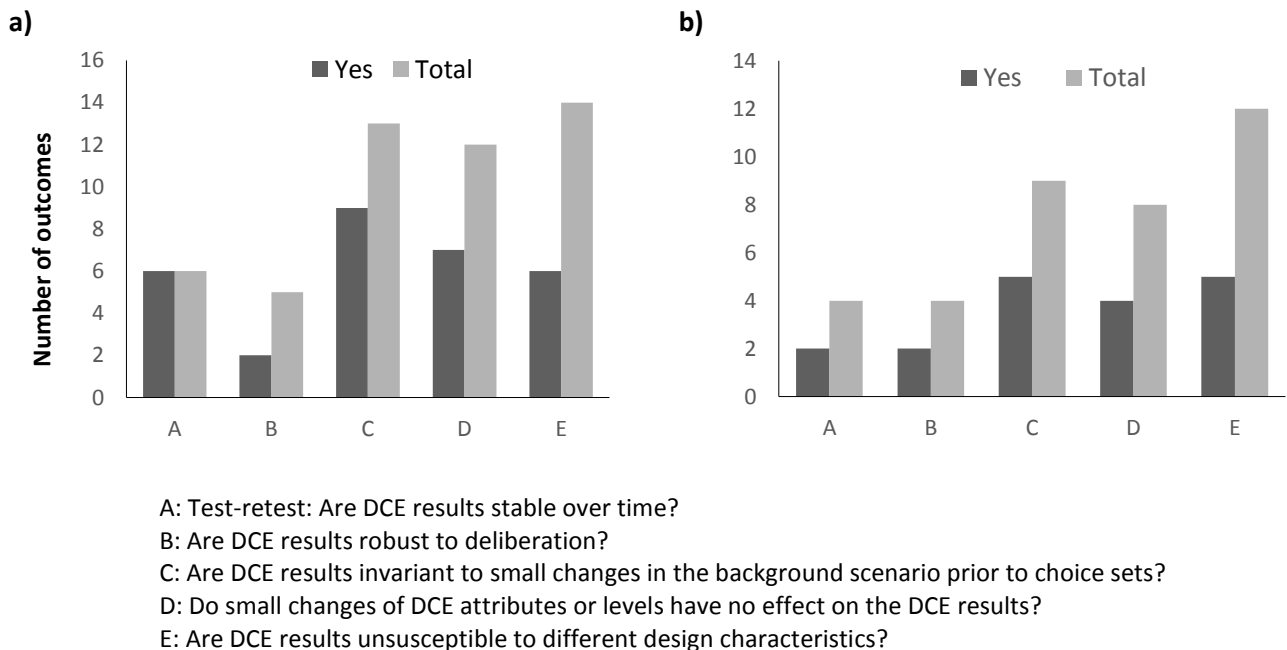 a)
Yes Total
Number of outcomes
16
14
12
10
8
6
4
2
0
A B C D E
b)
Yes Total
14
12
10
8
6
4
2
0
A B C D E
A: Test-retest: Are DCE results stable over time?
B: Are DCE results robust to deliberation?
C: Are DCE results invariant to small changes in the background scenario prior to choice sets?
D: Do small changes of DCE attributes or levels have no effect on the DCE results?
E: Are DCE results unsusceptible to different design characteristics?